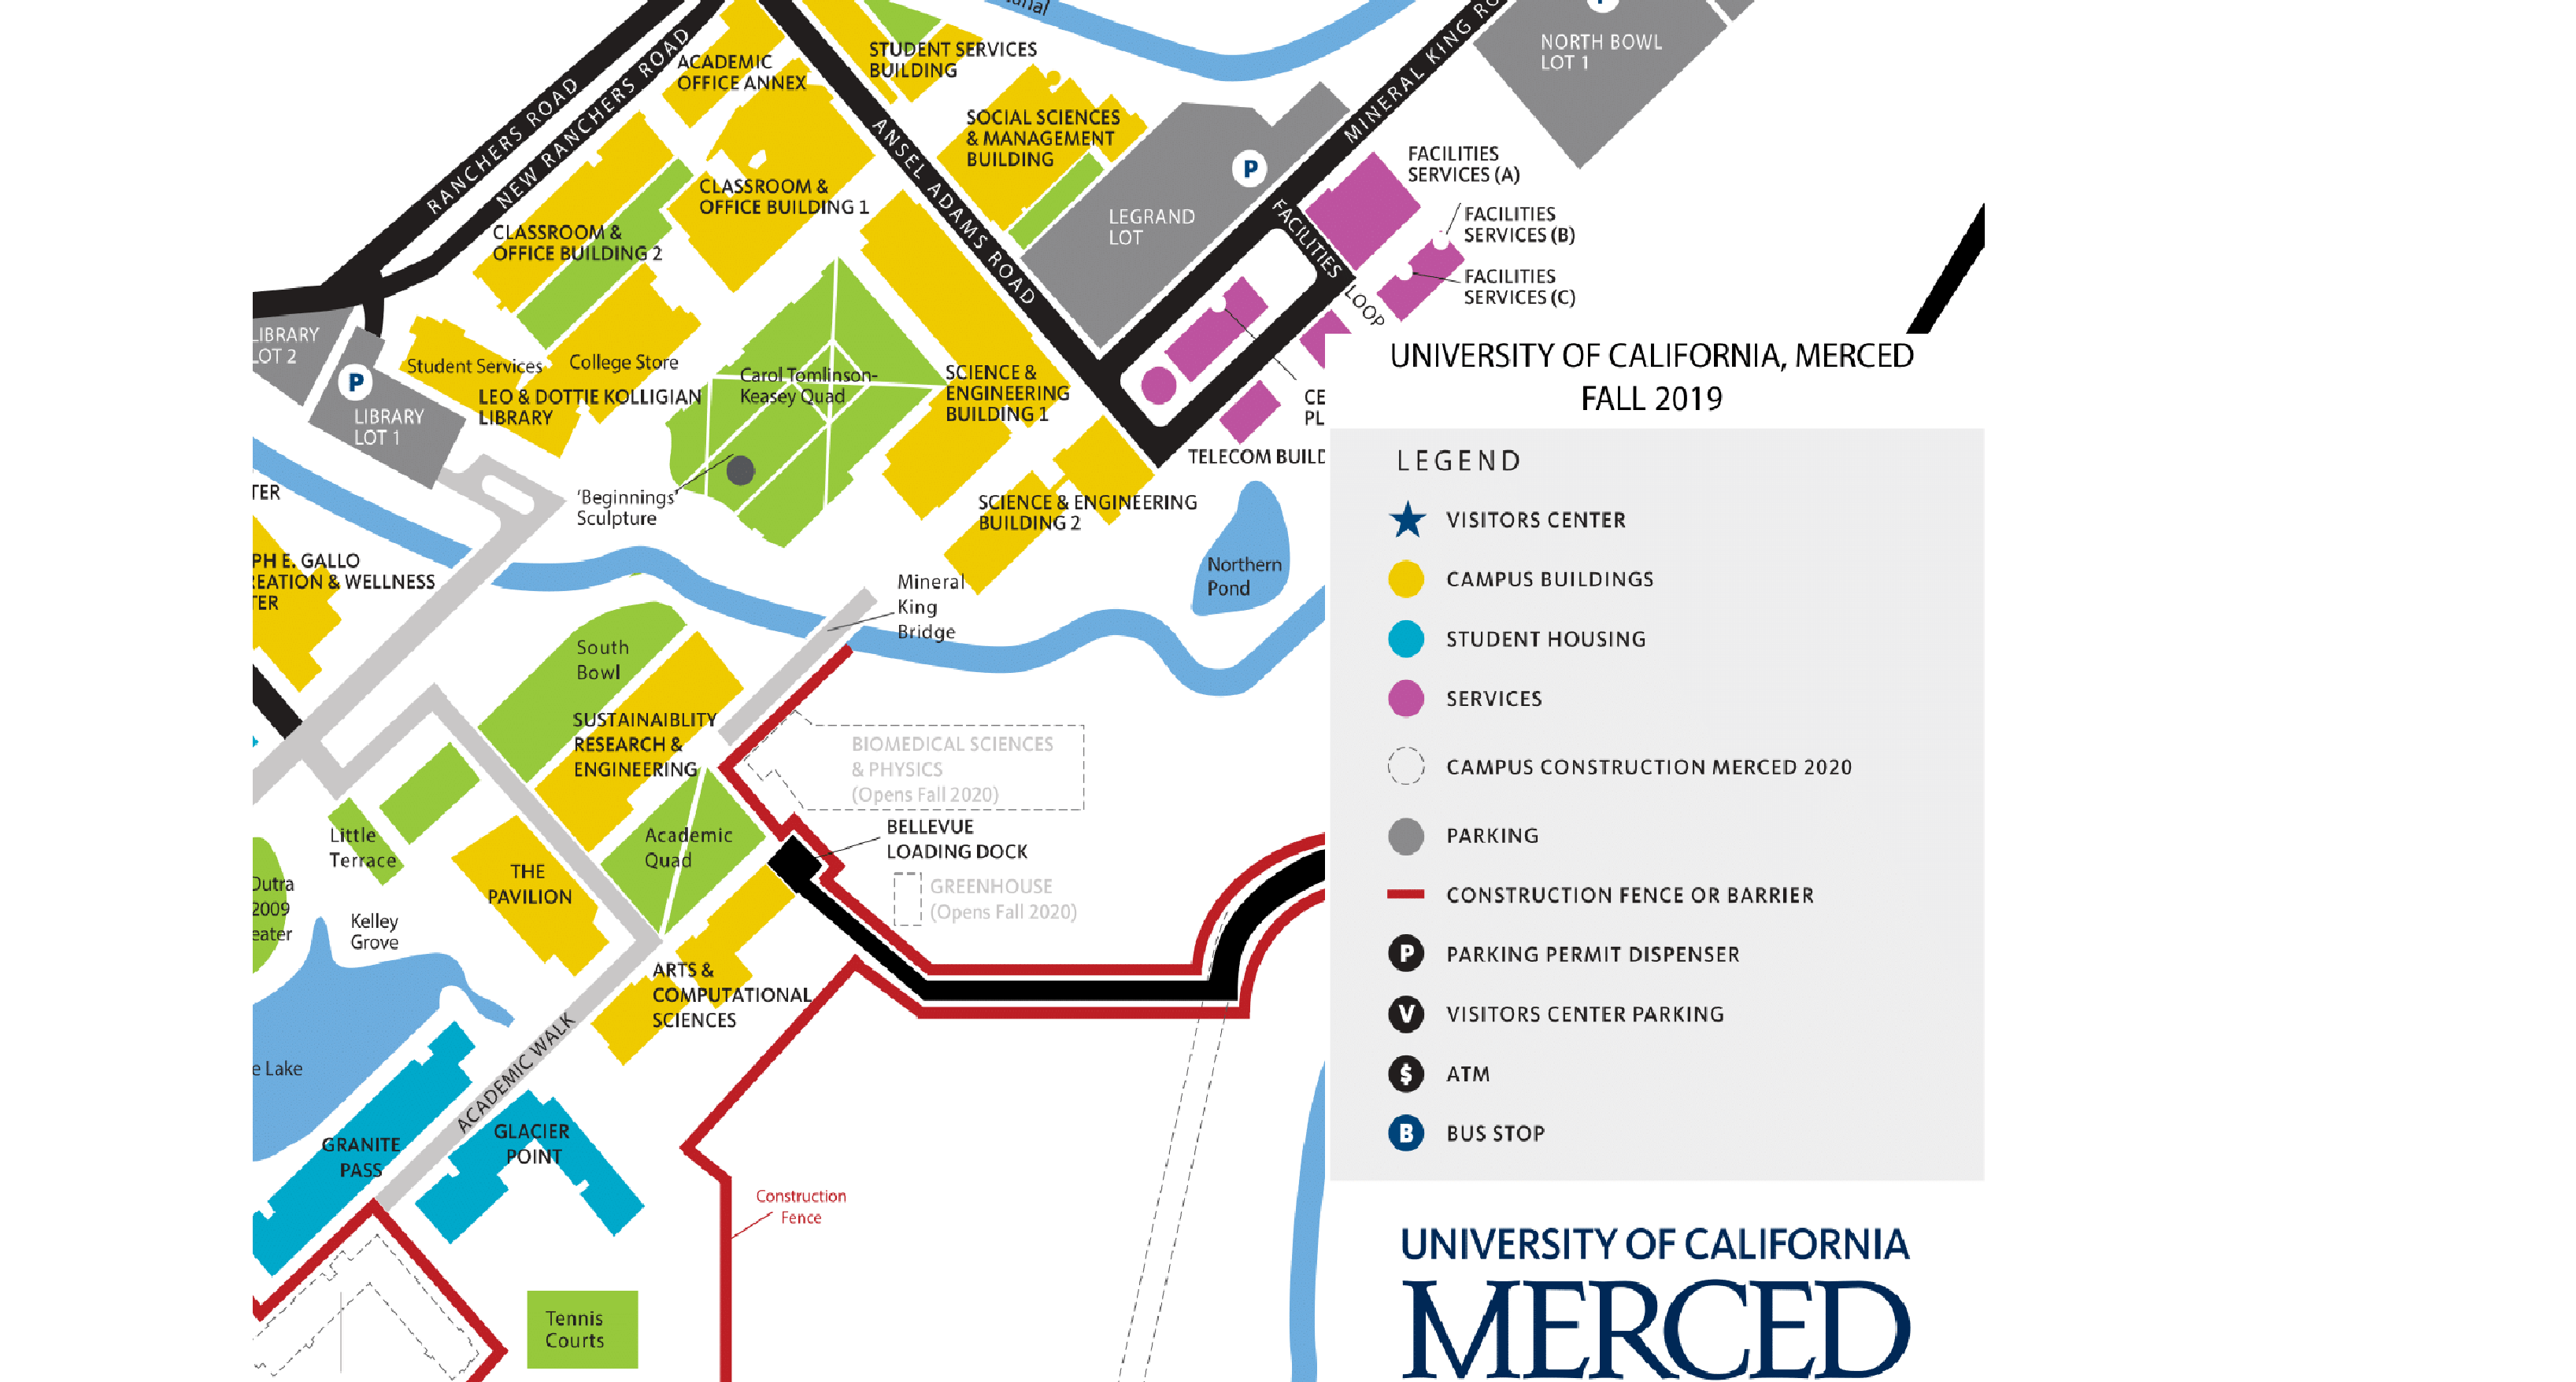 STUDENT SERVICES
BUILDING
ACADEMIC
OFFICE ANNEX
RANCHERS ROAD
NEW RANCHERS ROAD
ANSEL ADAMS ROAD
MINERAL KING
NORTH BOWL
LOT 1
P
SOCIAL SCIENCES
& MANAGEMENT
BUILDING
CLASSROOM &
OFFICE BUILDING 1
CLASSROOM &
OFFICE BUILDING 2
LEGRAND
LOT
FACILITIES
SERVICES (A)
FACILITIES
SERVICES (B)
FACILITIES
SERVICES (C)
FACILITIES LOOP
LIBRARY
LOT 2
P
LIBRARY
LOT 1
Student Services
College Store
LEO & DOTTIE KOLLIGIAN
LIBRARY
Carol Tomlinson-
Keasey Quad
SCIENCE &
ENGINEERING
BUILDING 1
CE
PL
TELECOM BUILD
'Beginnings'
Sculpture
SCIENCE & ENGINEERING
BUILDING 2
TER
PH E. GALLO
REATION & WELLNESS
TER
Northern
Pond
Mineral
King
Bridge
South
Bowl
SUSTAINAIBLITY
RESEARCH &
ENGINEERING
BIOMEDICAL SCIENCES
& PHYSICS
(Opens Fall 2020)
Little
Terrace
Academic
Quad
BELLEVUE
LOADING DOCK
THE
PAVILION
GREENHOUSE
(Opens Fall 2020)
Dutra
2009
eater
Kelley
Grove
ARTS &
COMPUTATIONAL
SCIENCES
e Lake
ACADEMIC WALK
GRANITE
PASS
GLACIER
POINT
Construction
Fence
Tennis
Courts
UNIVERSITY OF CALIFORNIA, MERCED
FALL 2019
LEGEND
VISITORS CENTER
CAMPUS BUILDINGS
STUDENT HOUSING
SERVICES
CAMPUS CONSTRUCTION MERCED 2020
PARKING
CONSTRUCTION FENCE OR BARRIER
P PARKING PERMIT DISPENSER
V VISITORS CENTER PARKING
$ ATM
B BUS STOP
UNIVERSITY OF CALIFORNIA
MERCED